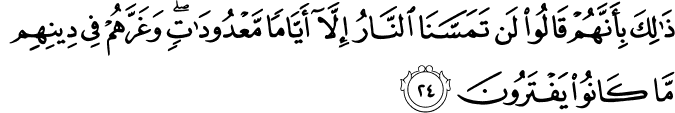 ذَٰلِكَ بِأَنَّهُمۡ قَالُواْ لَن تَمَسَّنَا ٱلنَّارُ إِلَّآ أَيَّامٗا مَّعۡدُودَٰتٖۖ وَغَرَّهُمۡ فِي دِينِهِم
مَّا كَانُواْ يَفۡتَرُونَ ٢٤